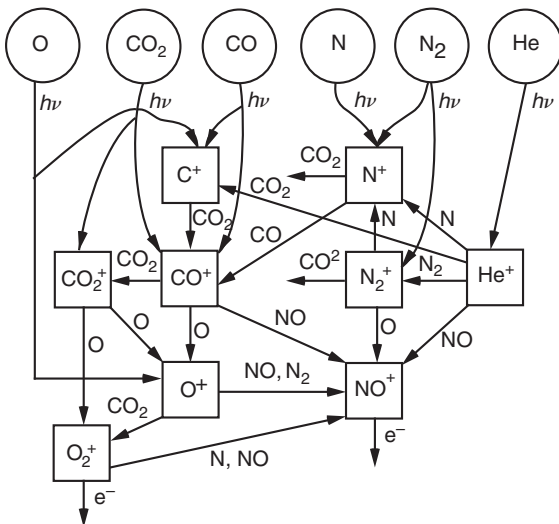 O CO₂ CO N N₂ He
hν hν hν hν hν hν
C⁺ CO₂ N⁺
CO₂ CO₂ N N
CO
CO₂⁺ CO₂ CO⁺ CO² N₂⁺ N₂ He⁺
O O O NO O NO
O⁺ NO, N₂ NO⁺
CO₂
O₂⁺ N, NO
e⁻ e⁻